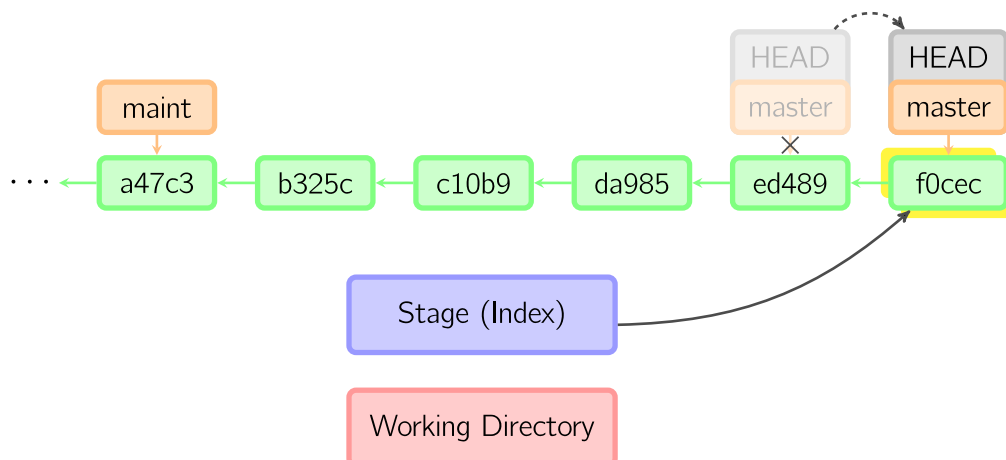 HEAD
HEAD
maint
master
master
...
a47c3
b325c
c10b9
da985
ed489
f0cec
Stage (Index)
Working Directory